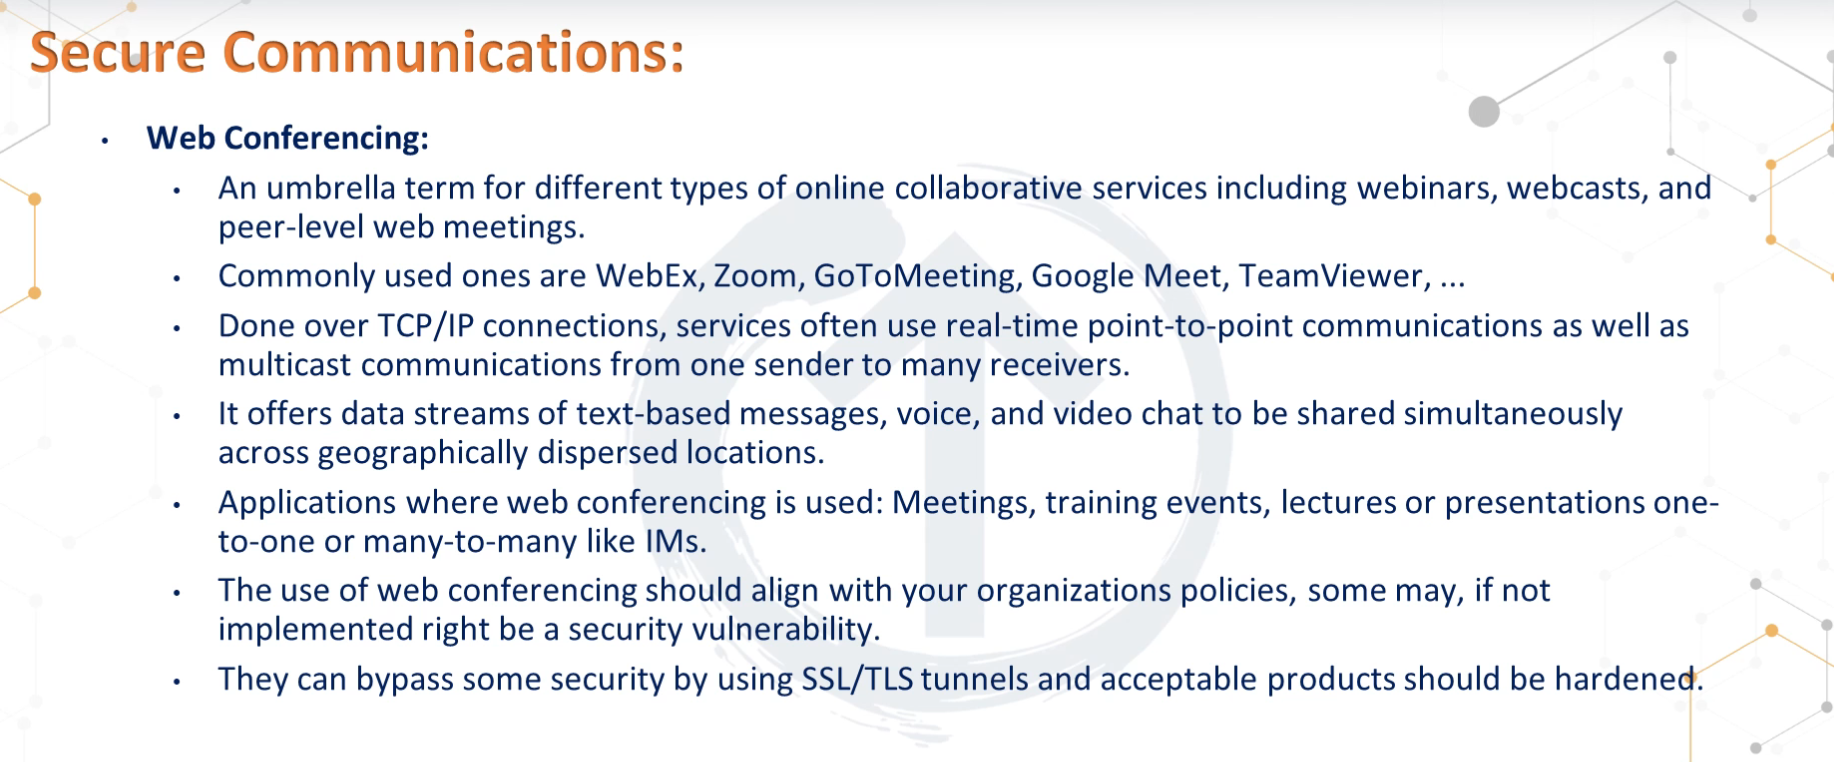 Secure Communications:
• Web Conferencing:
• An umbrella term for different types of online collaborative services including webinars, webcasts, and
peer-level web meetings.
• Commonly used ones are WebEx, Zoom, GoToMeeting, Google Meet, TeamViewer, ...
• Done over TCP/IP connections, services often use real-time point-to-point communications as well as
multicast communications from one sender to many receivers.
• It offers data streams of text-based messages, voice, and video chat to be shared simultaneously
across geographically dispersed locations.
• Applications where web conferencing is used: Meetings, training events, lectures or presentations one-
to-one or many-to-many like IMs.
• The use of web conferencing should align with your organizations policies, some may, if not
implemented right be a security vulnerability.
• They can bypass some security by using SSL/TLS tunnels and acceptable products should be hardened.